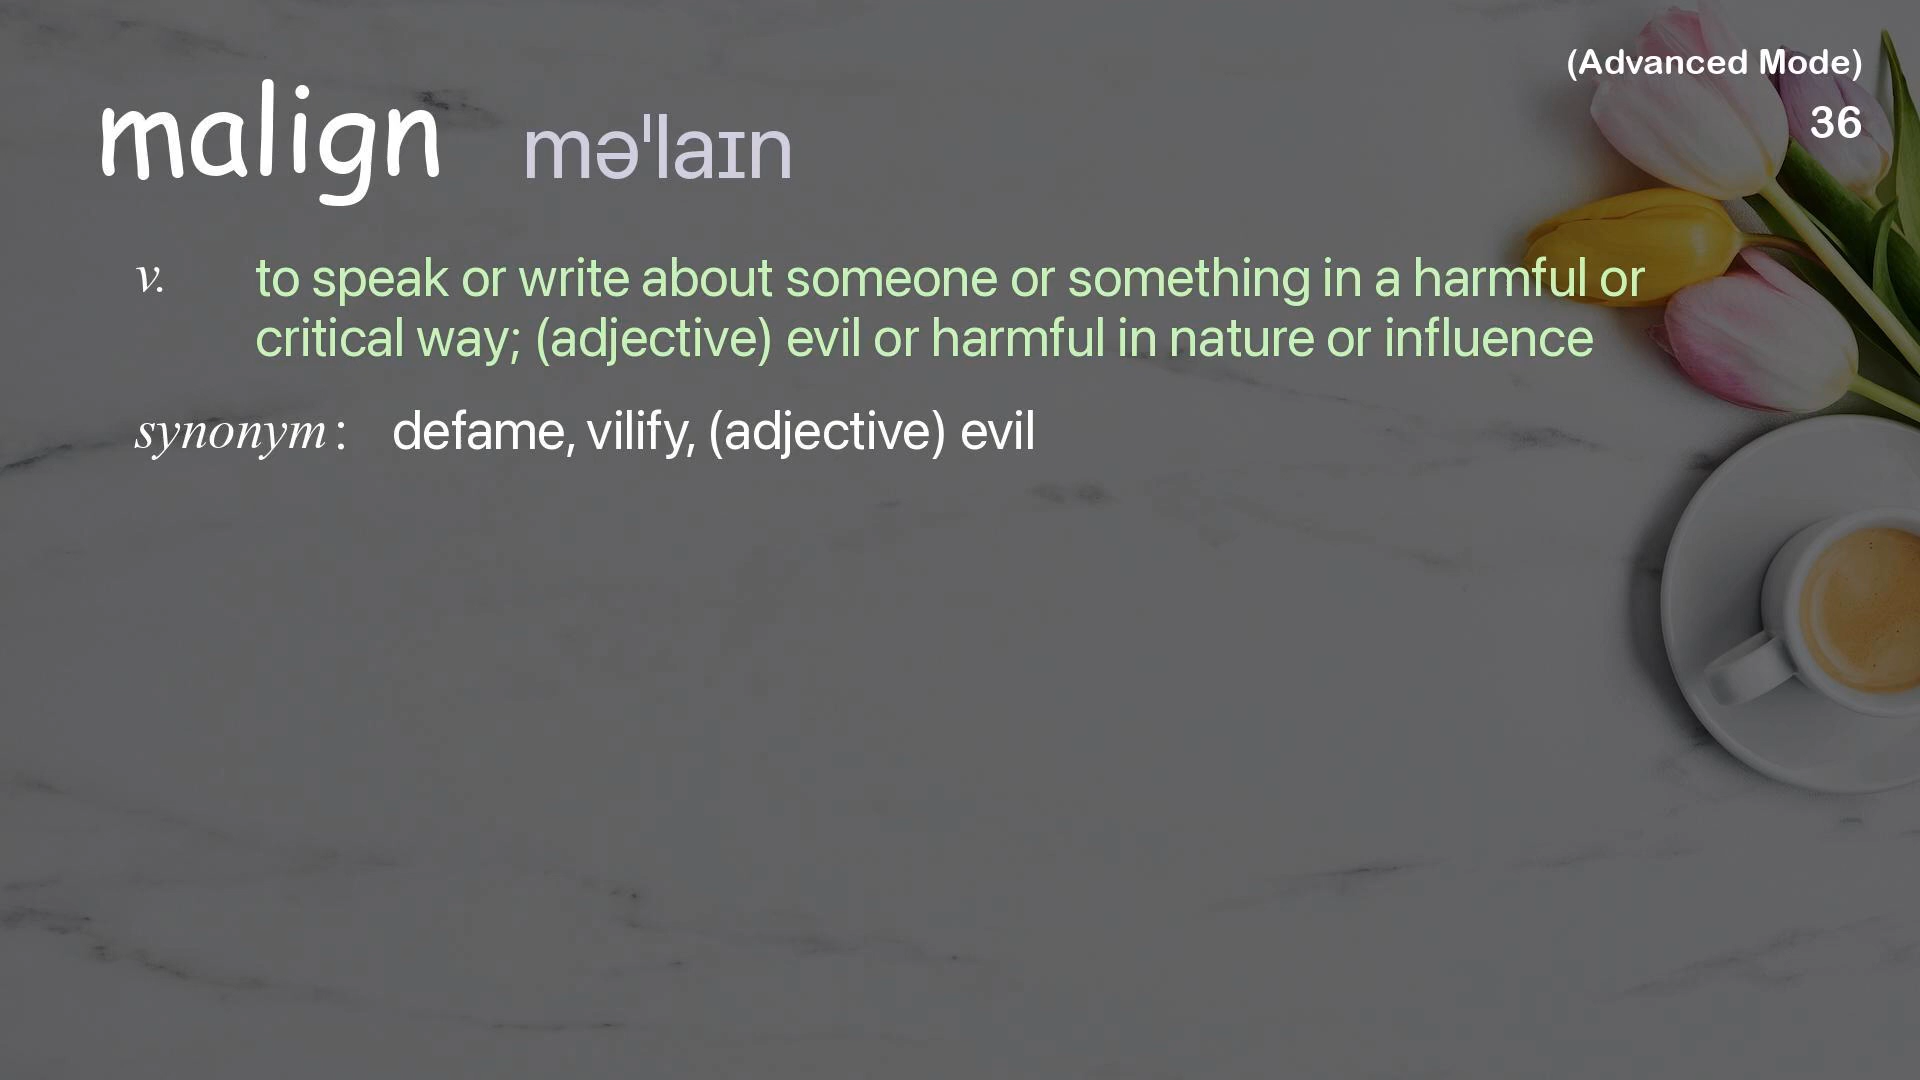 (Advanced Mode)
36
malign məˈlaɪn
v. to speak or write about someone or something in a harmful or
critical way; (adjective) evil or harmful in nature or influence
synonym: defame, vilify, (adjective) evil